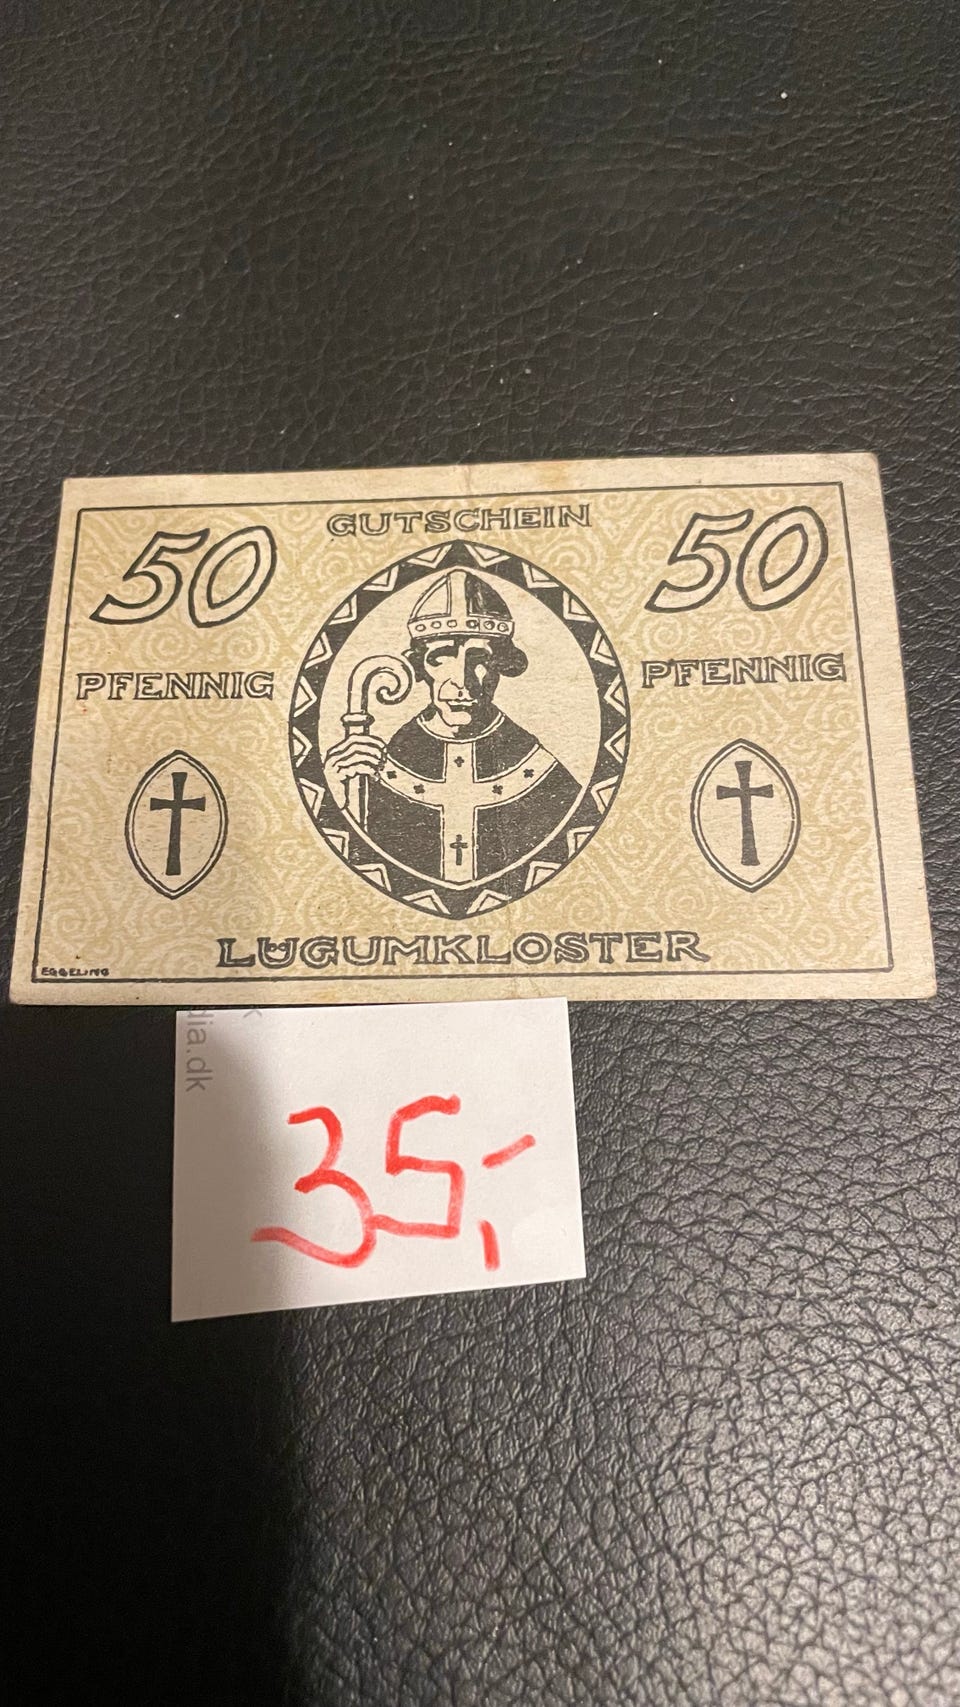 GUTSCHEIN
50 50
PFENNIG PFENNIG
LÜGUMKLOSTER
EGGELING
dia.dk
35,-